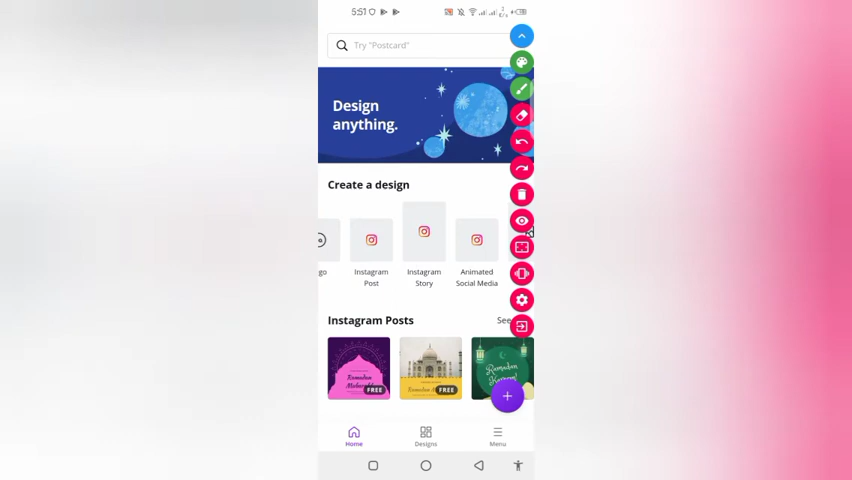 5:51
Try "Postcard"
Design
anything.
Create a design
go
Instagram
Post
Instagram
Story
Animated
Social Media
Instagram Posts
See
Ramadan
Mubarak
FREE
FREE
Ramadan
Kareem!
Home
Designs
Menu